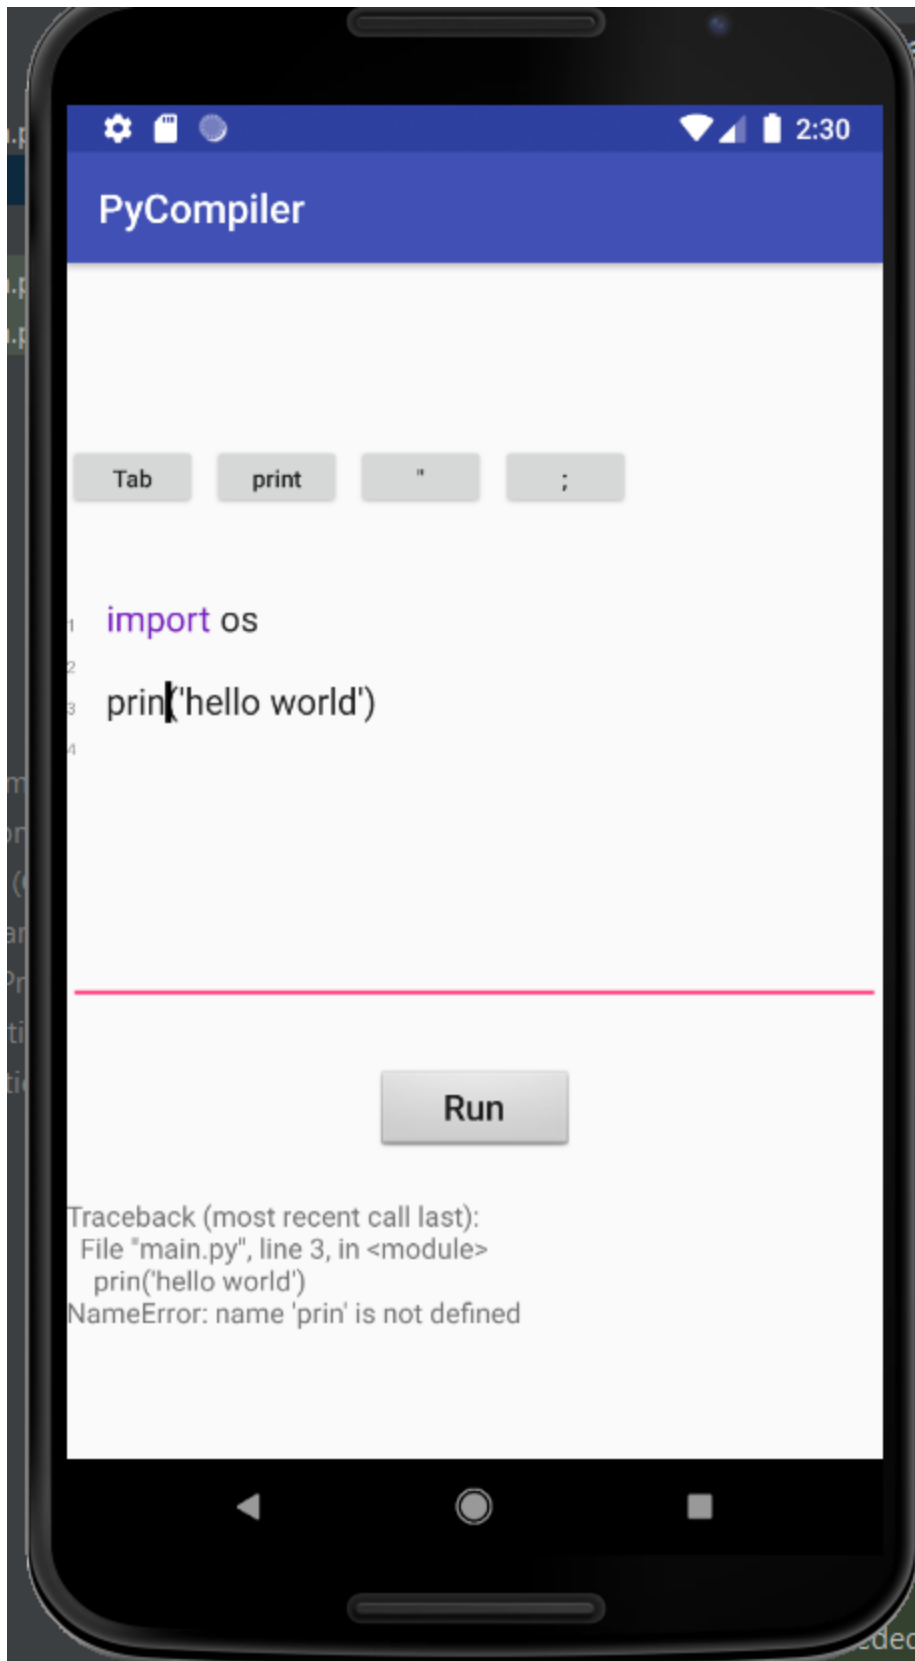 2:30
PyCompiler
Tab print " ;
1 import os
2
3 prin('hello world')
4
Run
Traceback (most recent call last):
File "main.py", line 3, in <module>
prin('hello world')
NameError: name 'prin' is not defined